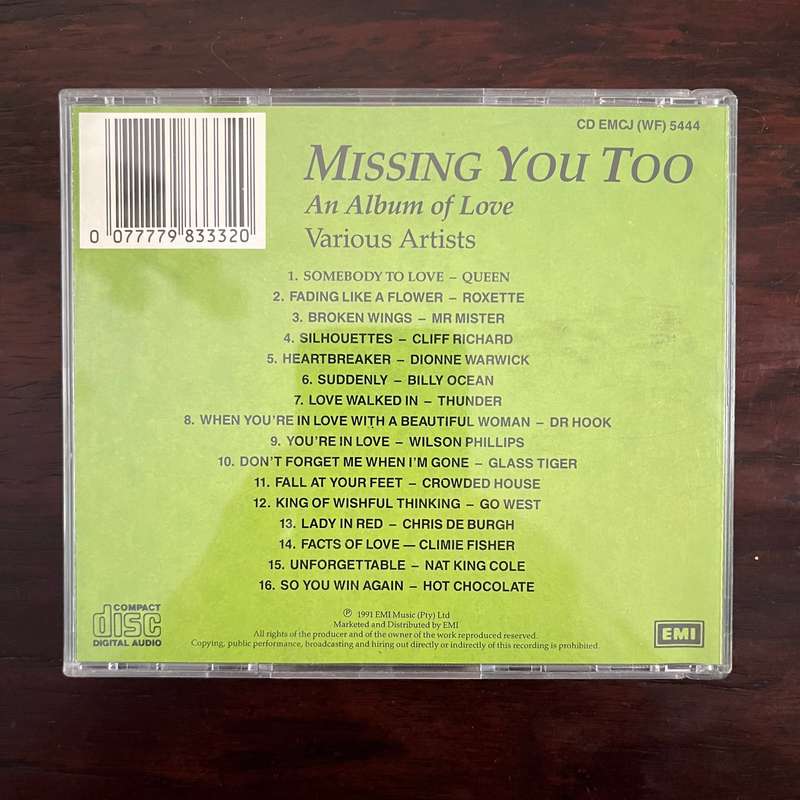 CD EMCJ (WF) 5444
MISSING YOU TOO
An Album of Love
Various Artists
0 077779 833320
1. SOMEBODY TO LOVE – QUEEN
2. FADING LIKE A FLOWER – ROXETTE
3. BROKEN WINGS – MR MISTER
4. SILHOUETTES – CLIFF RICHARD
5. HEARTBREAKER – DIONNE WARWICK
6. SUDDENLY – BILLY OCEAN
7. LOVE WALKED IN – THUNDER
8. WHEN YOU'RE IN LOVE WITH A BEAUTIFUL WOMAN – DR HOOK
9. YOU'RE IN LOVE – WILSON PHILLIPS
10. DON'T FORGET ME WHEN I'M GONE – GLASS TIGER
11. FALL AT YOUR FEET – CROWDED HOUSE
12. KING OF WISHFUL THINKING – GO WEST
13. LADY IN RED – CHRIS DE BURGH
14. FACTS OF LOVE — CLIMIE FISHER
15. UNFORGETTABLE – NAT KING COLE
16. SO YOU WIN AGAIN – HOT CHOCOLATE
COMPACT
disc
DIGITAL AUDIO
℗ 1991 EMI Music (Pty) Ltd
Marketed and Distributed by EMI
All rights of the producer and of the owner of the work reproduced reserved.
Copying, public performance, broadcasting and hiring out directly or indirectly of this recording is prohibited.
EMI